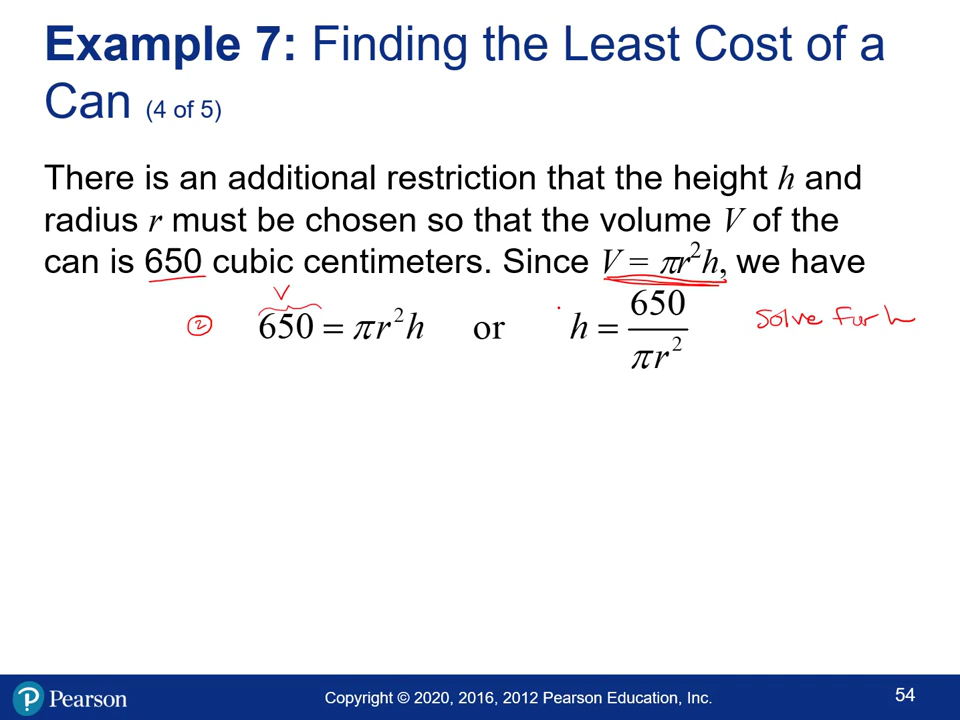 Example 7: Finding the Least Cost of a
Can (4 of 5)
There is an additional restriction that the height h and
radius r must be chosen so that the volume V of the
can is 650 cubic centimeters. Since V = πr²h, we have
V
② 650 = πr²h or h = 650/πr² Solve for h
Pearson Copyright © 2020, 2016, 2012 Pearson Education, Inc. 54